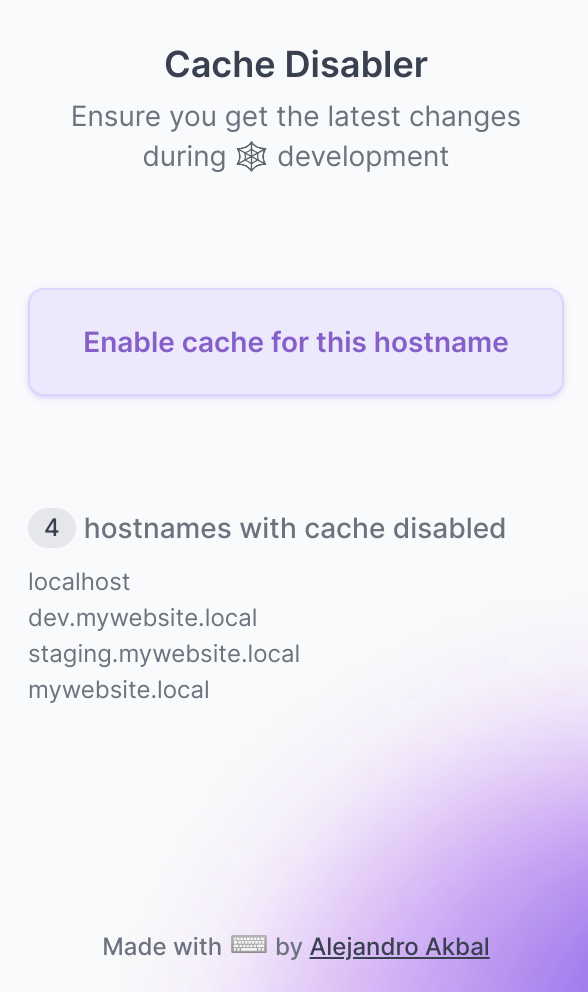 Cache Disabler
Ensure you get the latest changes
during 🕸 development
Enable cache for this hostname
4 hostnames with cache disabled
localhost
dev.mywebsite.local
staging.mywebsite.local
mywebsite.local
Made with ⌨ by Alejandro Akbal